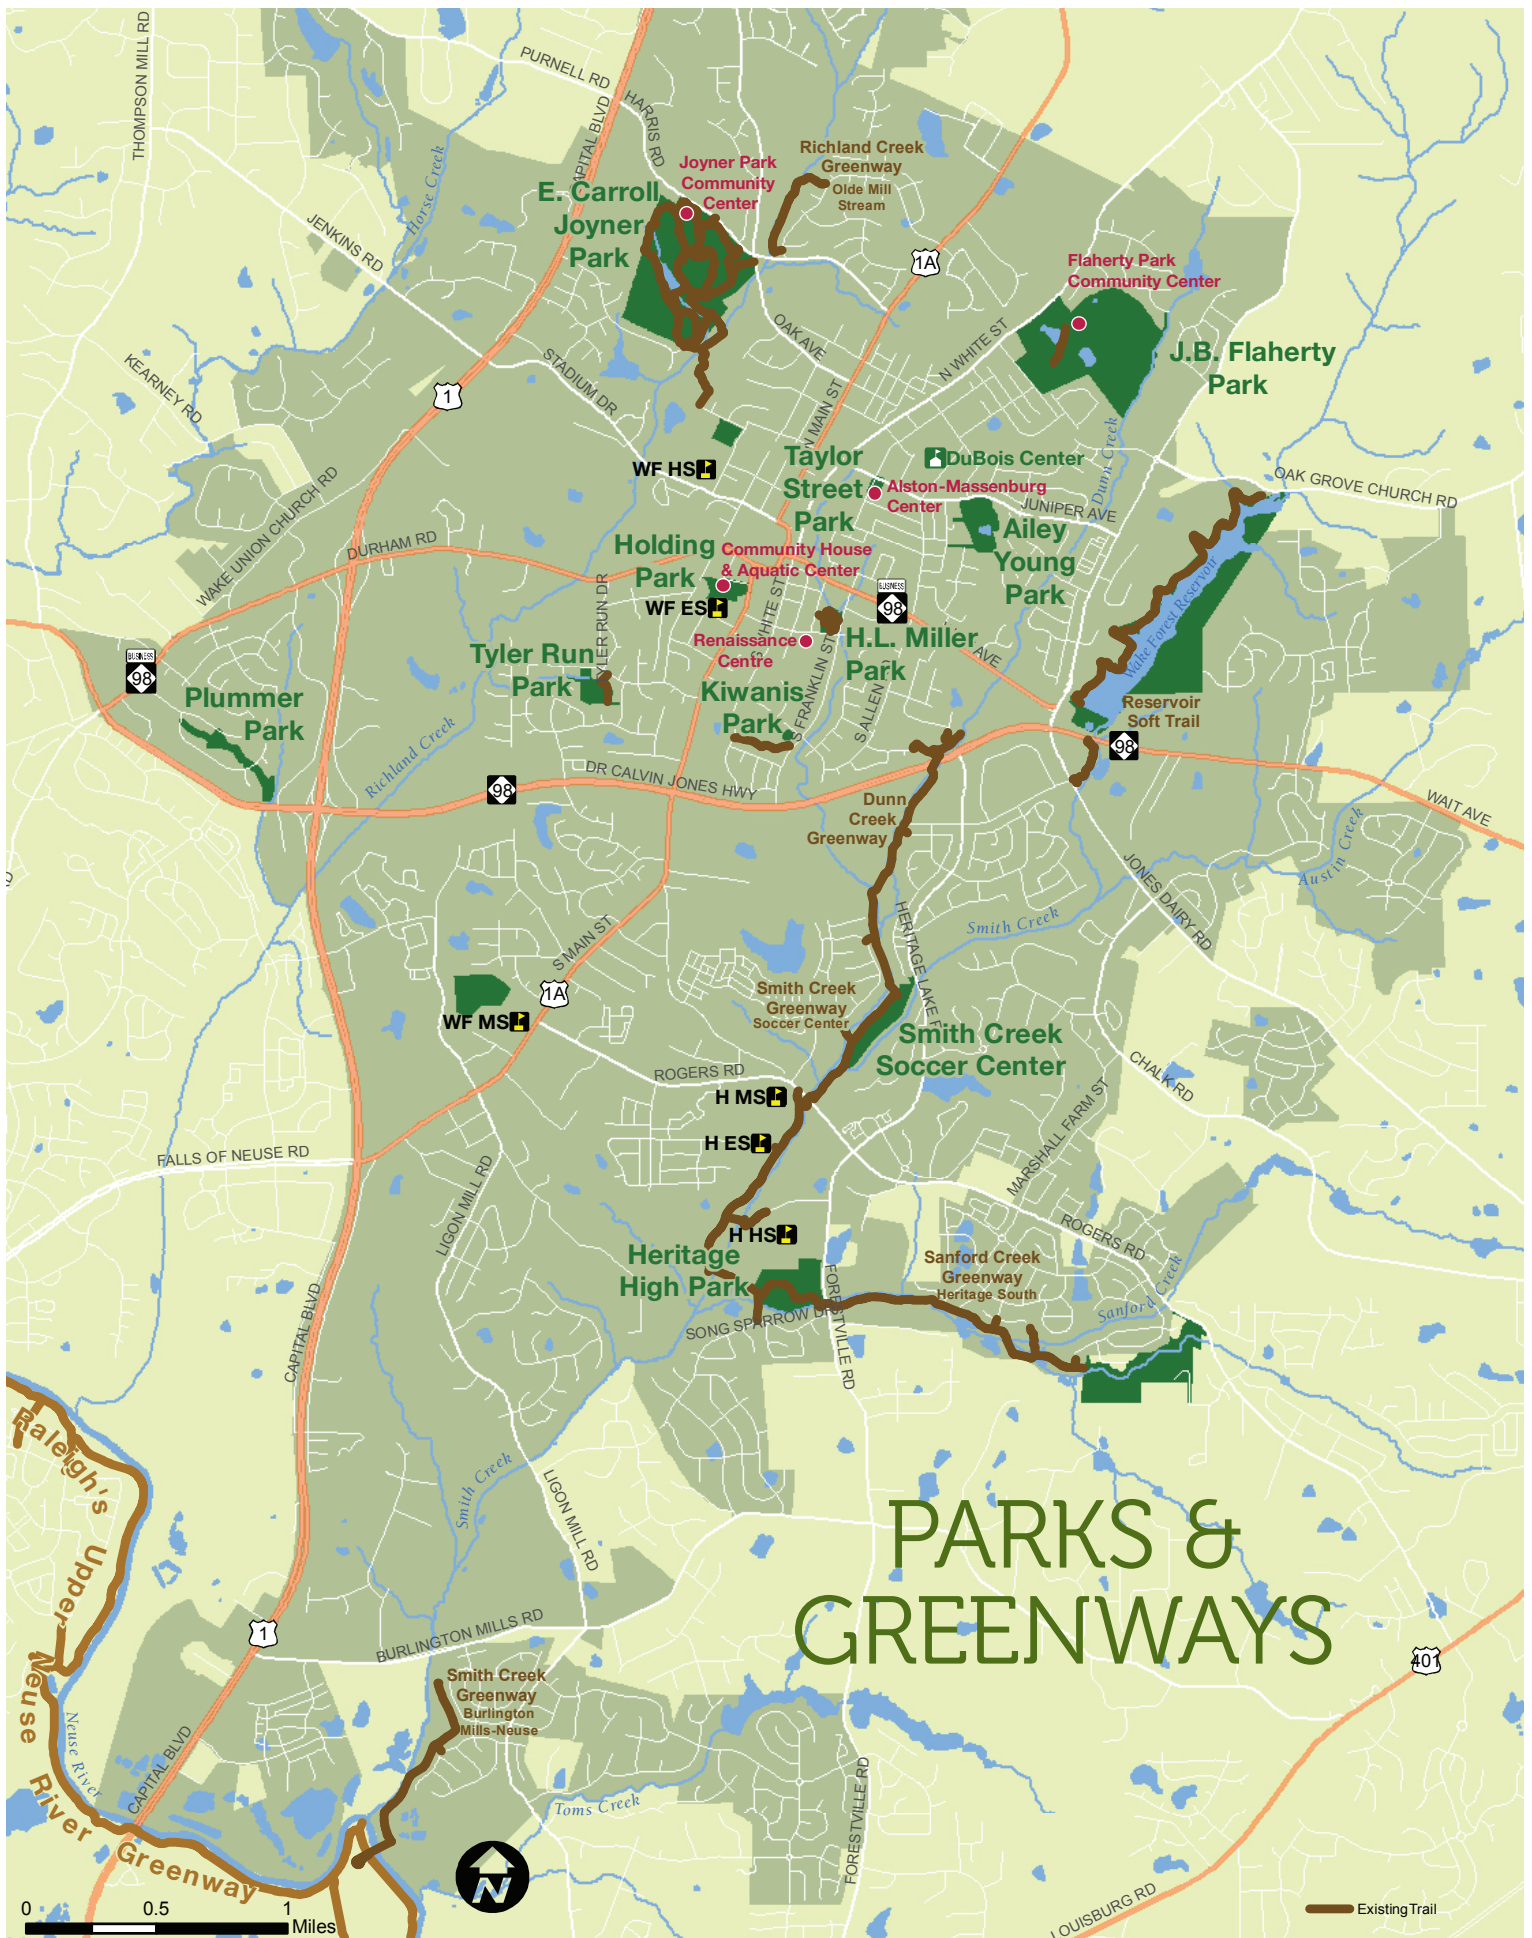 THOMPSON MILL RD
PURNELL RD
HARRIS RD
CAPITAL BLVD
Horse Creek
JENKINS RD
Richland Creek
Greenway
Olde Mill
Stream
Joyner Park
Community
Center
E. Carroll
Joyner
Park
1A
Flaherty Park
Community Center
J.B. Flaherty
Park
OAK AVE
N WHITE ST
N MAIN ST
STADIUM DR
KEARNEY RD
1
WAKE UNION CHURCH RD
DURHAM RD
WF HS
Taylor
Street
Park
DuBois Center
Alston-Massenburg
Center
JUNIPER AVE
Dunn Creek
OAK GROVE CHURCH RD
Ailey
Young
Park
Holding
Park
Community House
& Aquatic Center
WF ES
BUSINESS
98
Renaissance
Centre
H.L. Miller
Park
AVE
Wake Forest Reservoir
Reservoir
Soft Trail
98
Tyler Run
Park
TYLER RUN DR
S WHITE ST
S FRANKLIN ST
S ALLEN
Kiwanis
Park
BUSINESS
98
Plummer
Park
Richland Creek
98
DR CALVIN JONES HWY
Dunn
Creek
Greenway
WAIT AVE
Austin Creek
JONES DAIRY RD
HERITAGE LAKE R
Smith Creek
S MAIN ST
1A
WF MS
Smith Creek
Greenway
Soccer Center
Smith Creek
Soccer Center
ROGERS RD
H MS
H ES
CHALK RD
MARSHALL FARM ST
FALLS OF NEUSE RD
LIGON MILL RD
H HS
Heritage
High Park
ROGERS RD
Sanford Creek
Greenway
Heritage South
Sanford Creek
SONG SPARROW DR
FORESTVILLE RD
CAPITAL BLVD
Raleigh's Upper Neuse River Greenway
Smith Creek
LIGON MILL RD
PARKS &
GREENWAYS
1
BURLINGTON MILLS RD
Smith Creek
Greenway
Burlington
Mills-Neuse
401
Neuse River
CAPITAL BLVD
Toms Creek
FORESTVILLE RD
LOUISBURG RD
N
0 0.5 1
Miles
Existing Trail